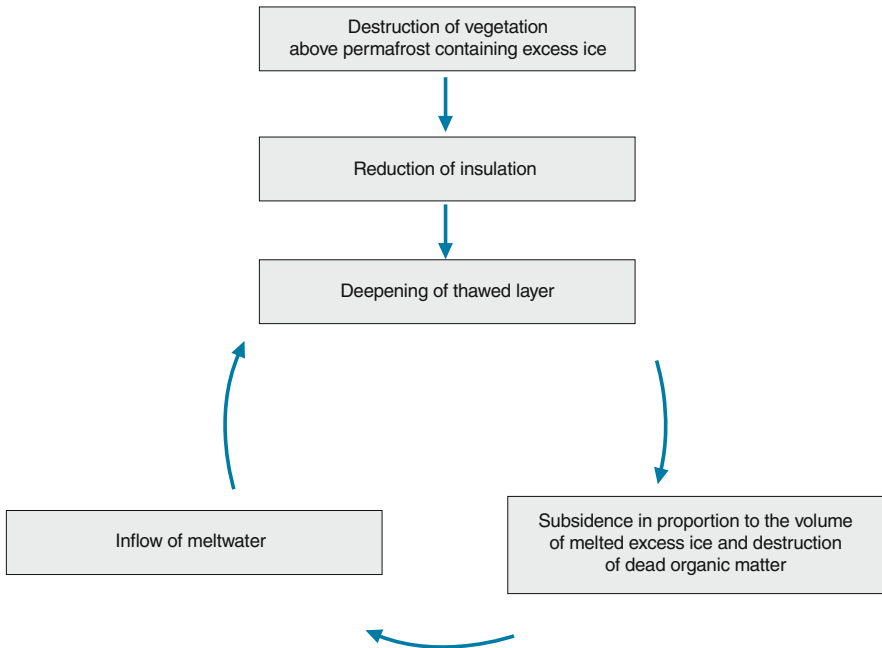 Destruction of vegetation
above permafrost containing excess ice
Reduction of insulation
Deepening of thawed layer
Inflow of meltwater
Subsidence in proportion to the volume
of melted excess ice and destruction
of dead organic matter